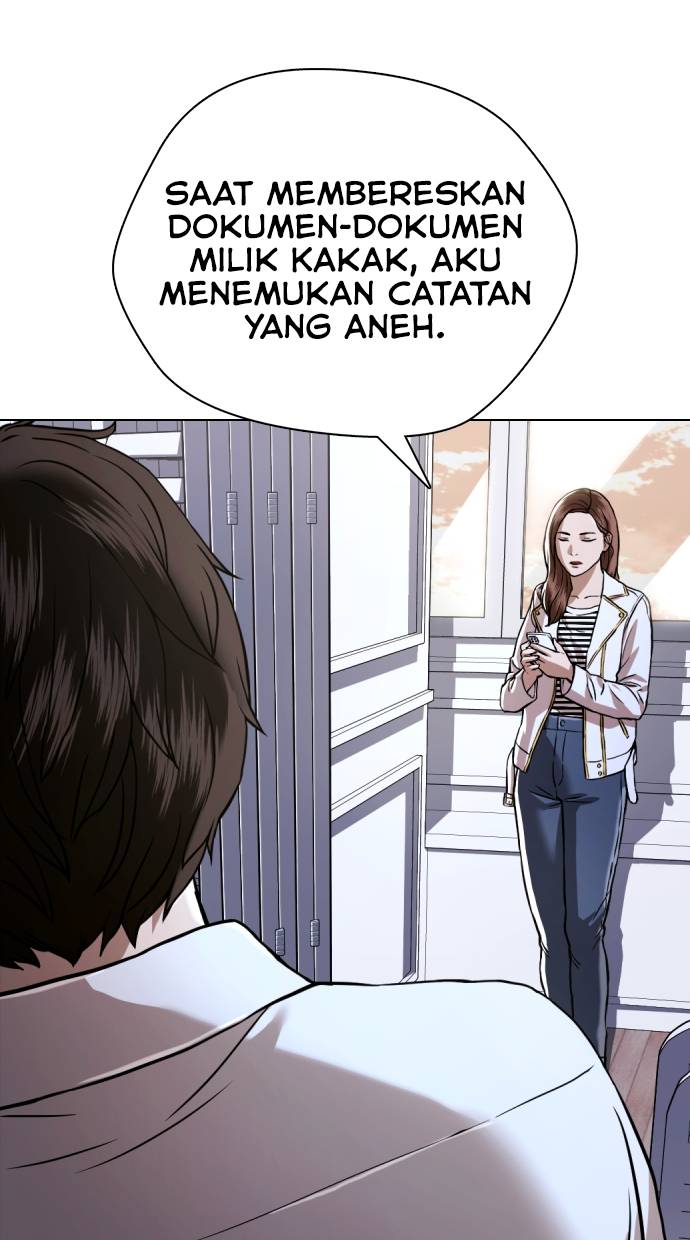 SAAT MEMBERESKAN
DOKUMEN-DOKUMEN
MILIK KAKAK, AKU
MENEMUKAN CATATAN
YANG ANEH.